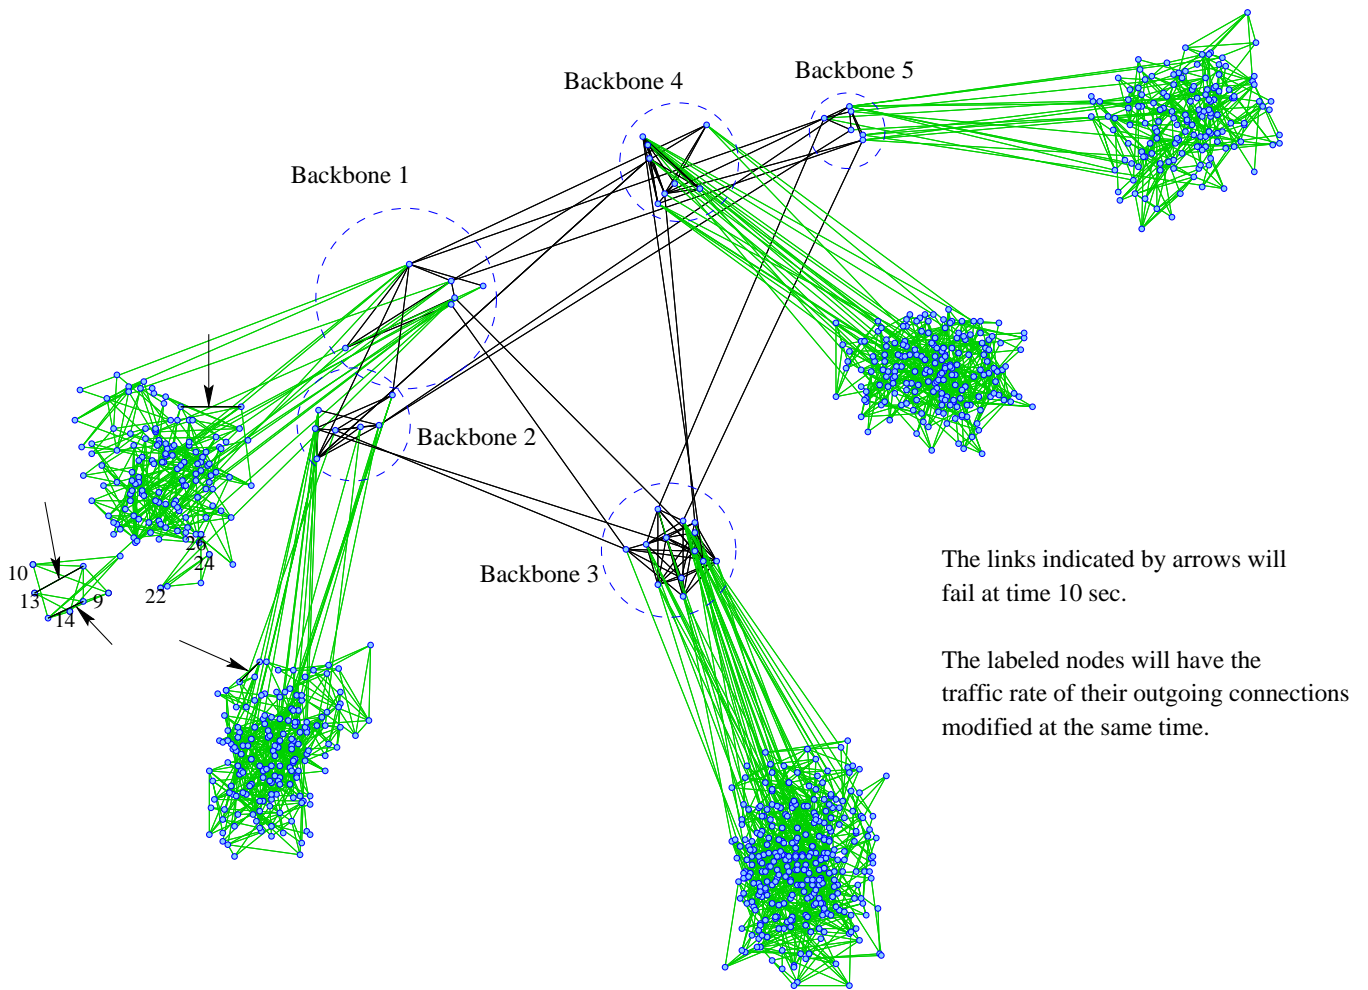 Backbone 5
Backbone 4
Backbone 1
Backbone 2
26
24
10
Backbone 3
13
9
22
14
The links indicated by arrows will
fail at time 10 sec.
The labeled nodes will have the
traffic rate of their outgoing connections
modified at the same time.